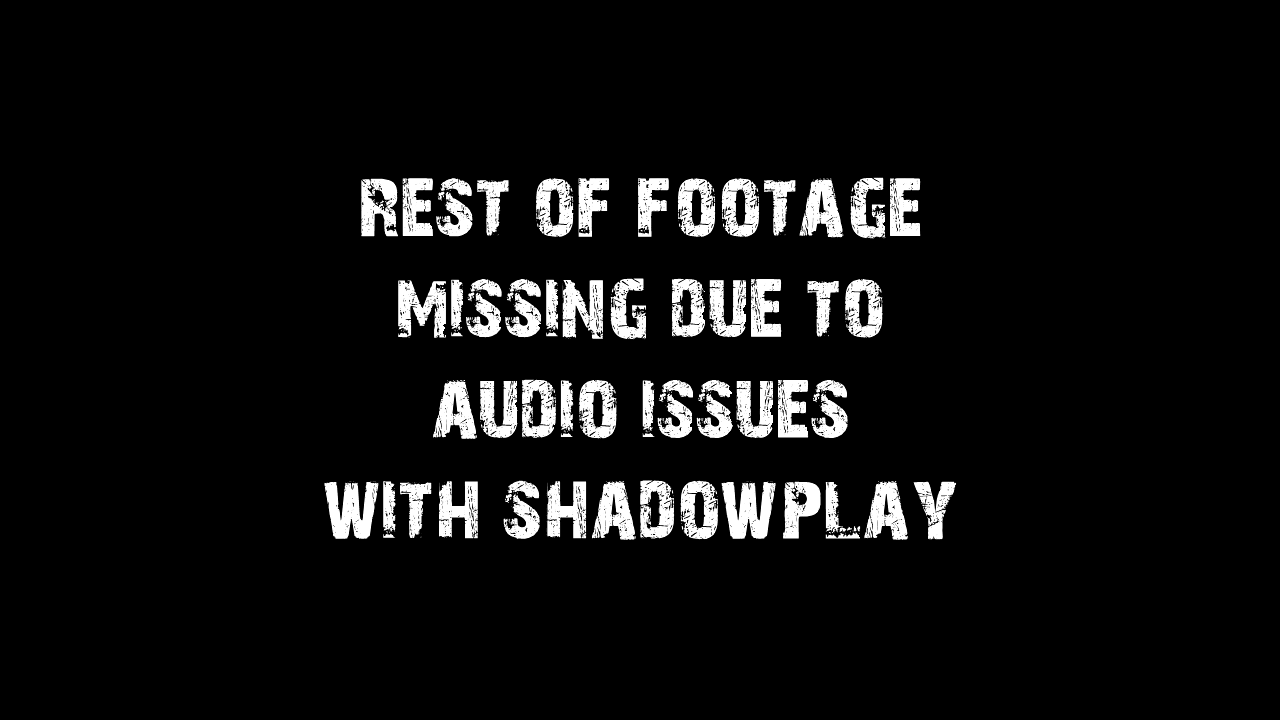 REST OF FOOTAGE
MISSING DUE TO
AUDIO ISSUES
WITH SHADOWPLAY